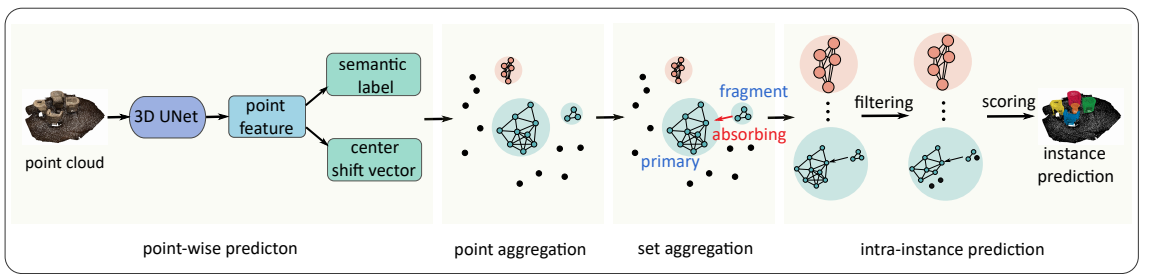 point cloud
3D UNet
point
feature
semantic
label
center
shift vector
point-wise predicton
point aggregation
fragment
absorbing
primary
set aggregation
filtering
scoring
instance
prediction
intra-instance prediction